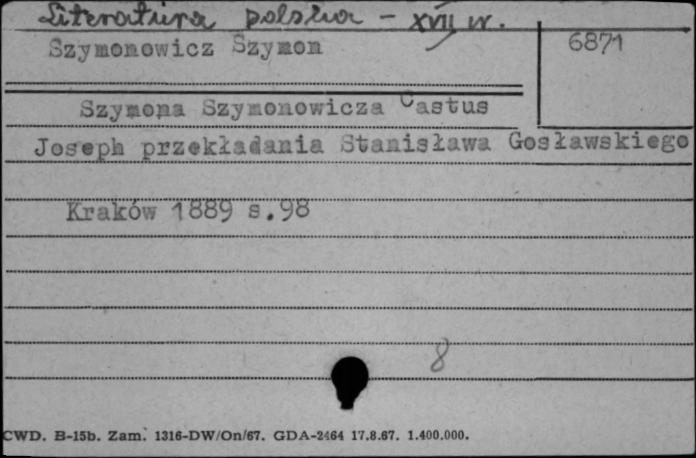 Literatura polska - XVII w.
Szymonowicz Szymon
6871
Szymona Szymonowicza Castus
Joseph przekładania Stanisława Gosławskiego
Kraków 1889 s.98
8
CWD. B-15b. Zam. 1316-DW/On/67. GDA-2464 17.8.67. 1.400.000.